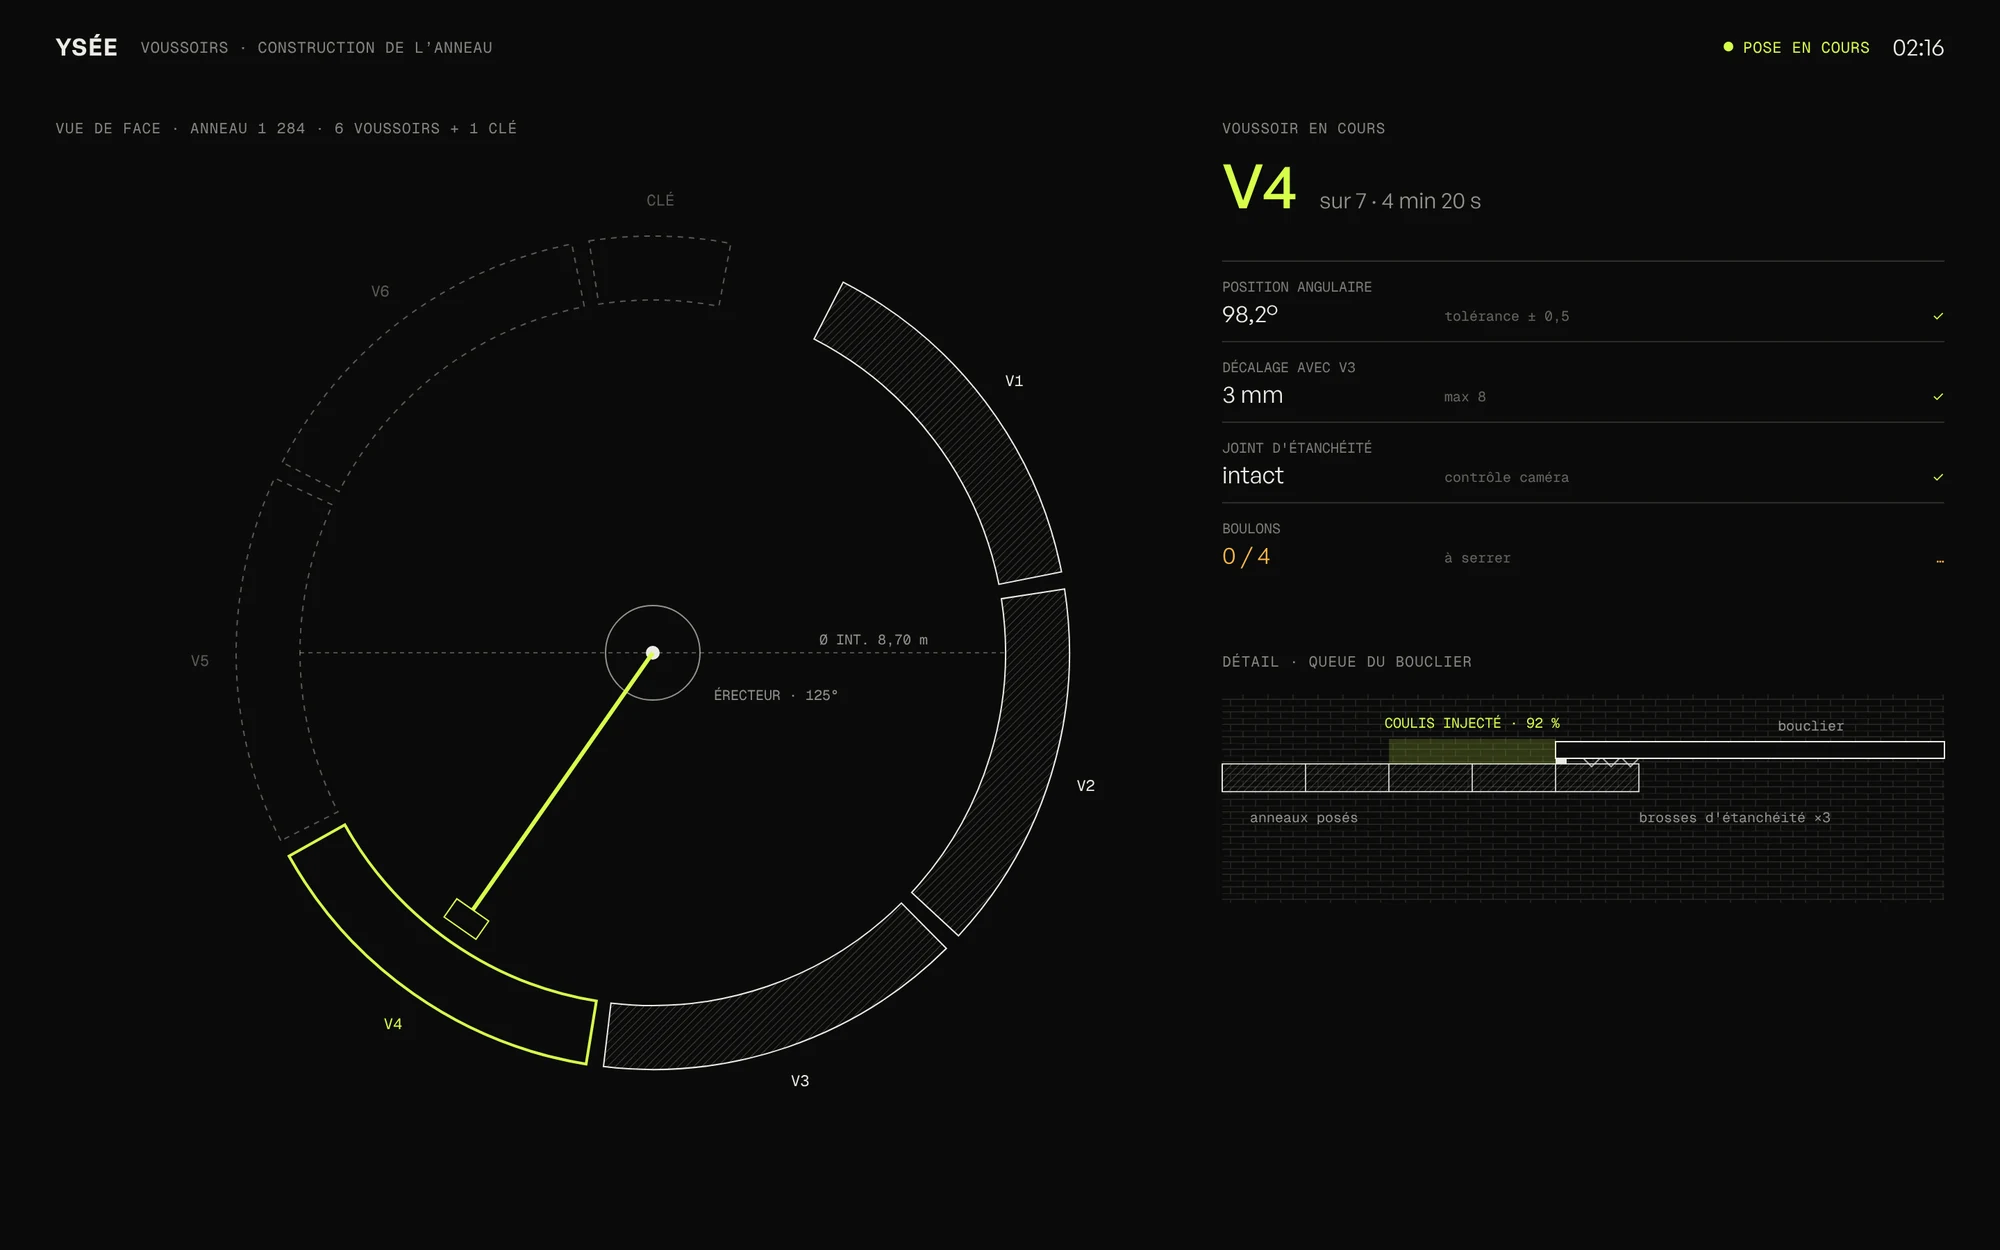 YSÉE VOUSSOIRS · CONSTRUCTION DE L'ANNEAU
POSE EN COURS 02:16
VUE DE FACE · ANNEAU 1 284 · 6 VOUSSOIRS + 1 CLÉ
CLÉ
V6
V1
Ø INT. 8,70 m
V5
ÉRECTEUR · 125°
V2
V4
V3
VOUSSOIR EN COURS
V4 sur 7 · 4 min 20 s
POSITION ANGULAIRE
98,2° tolérance ± 0,5 ✓
DÉCALAGE AVEC V3
3 mm max 8 ✓
JOINT D'ÉTANCHÉITÉ
intact contrôle caméra ✓
BOULONS
0 / 4 à serrer …
DÉTAIL · QUEUE DU BOUCLIER
COULIS INJECTÉ · 92 %
bouclier
anneaux posés
brosses d'étanchéité ×3